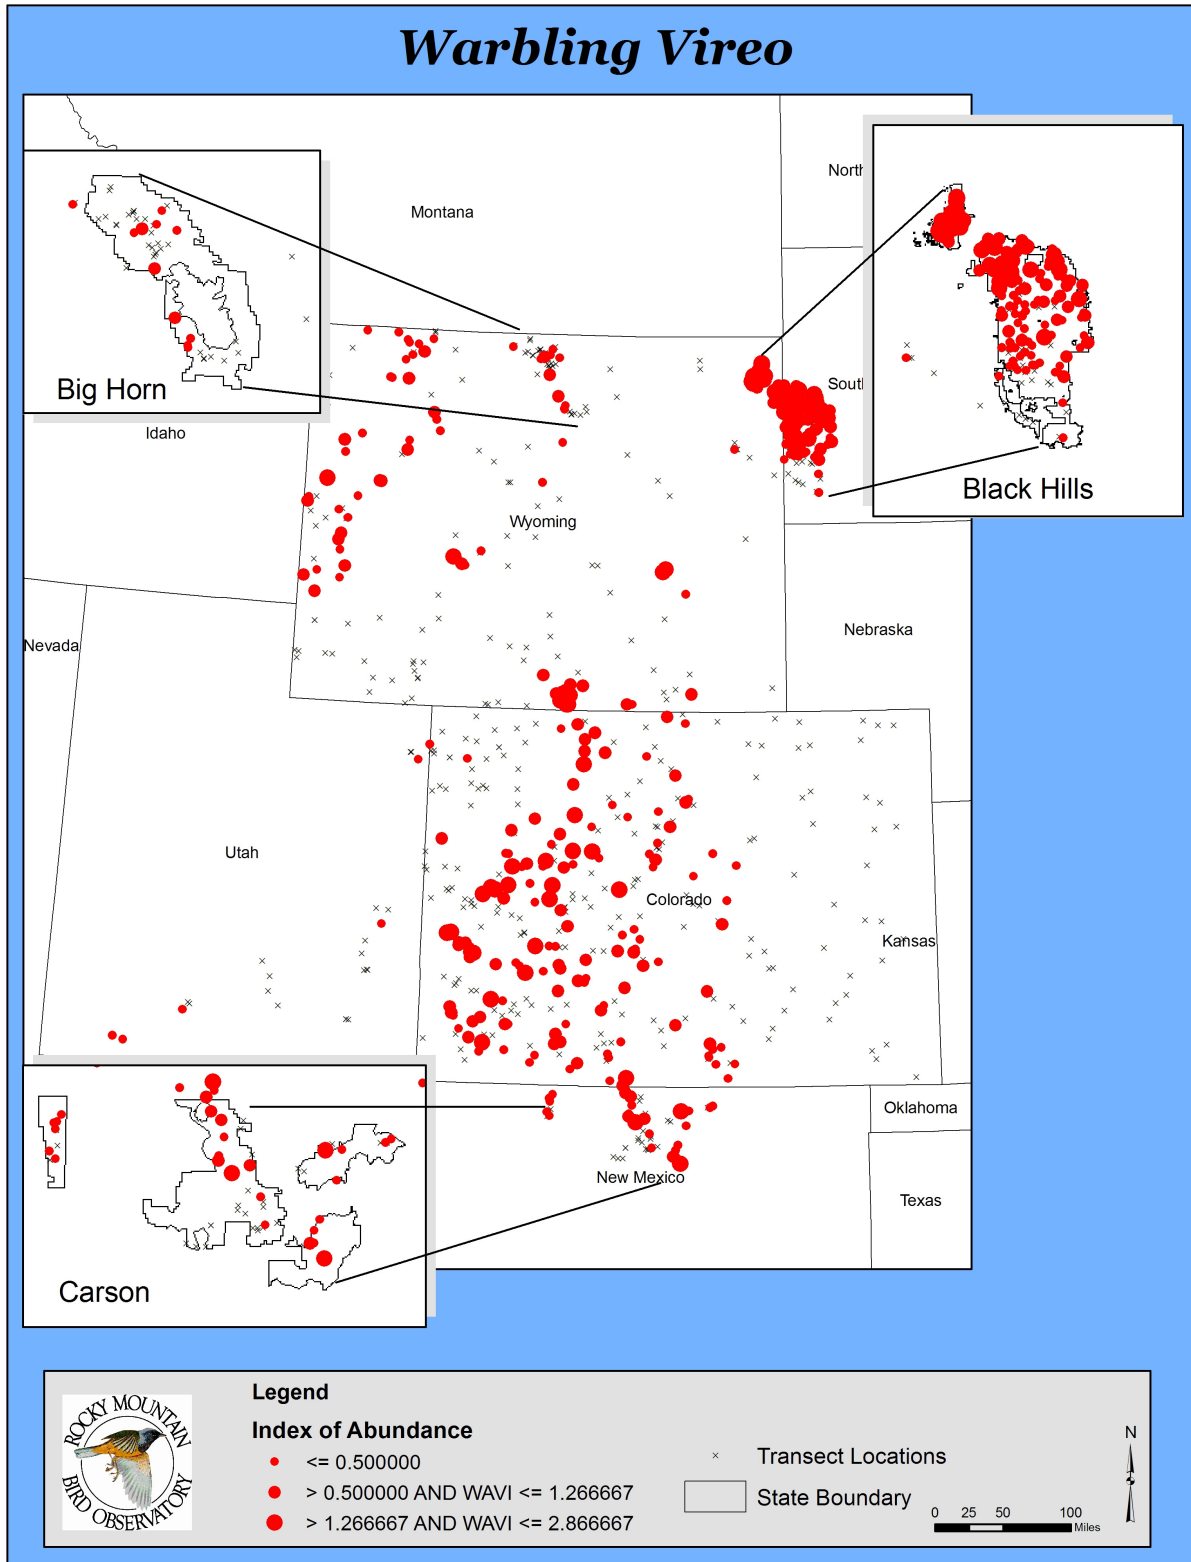 Warbling Vireo
North
Montana
South
Big Horn
Idaho
Black Hills
Wyoming
Nevada
Nebraska
Utah
Colorado
Kansas
Oklahoma
New Mexico
Texas
Carson
Legend
Index of Abundance
<= 0.500000
> 0.500000 AND WAVI <= 1.266667
> 1.266667 AND WAVI <= 2.866667
Transect Locations
State Boundary
ROCKY MOUNTAIN
BIRD OBSERVATORY
N
0 25 50 100
Miles